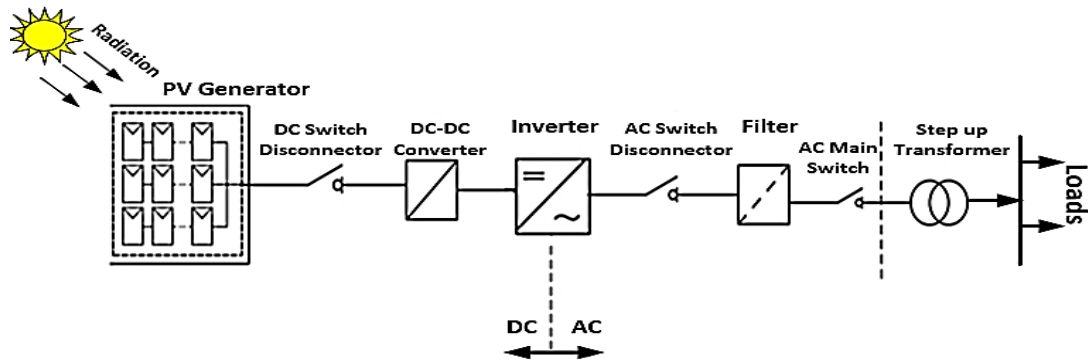 Radiation
PV Generator
DC Switch
Disconnector
DC-DC
Converter
Inverter
AC Switch
Disconnector
Filter
AC Main
Switch
Step up
Transformer
Loads
DC
AC